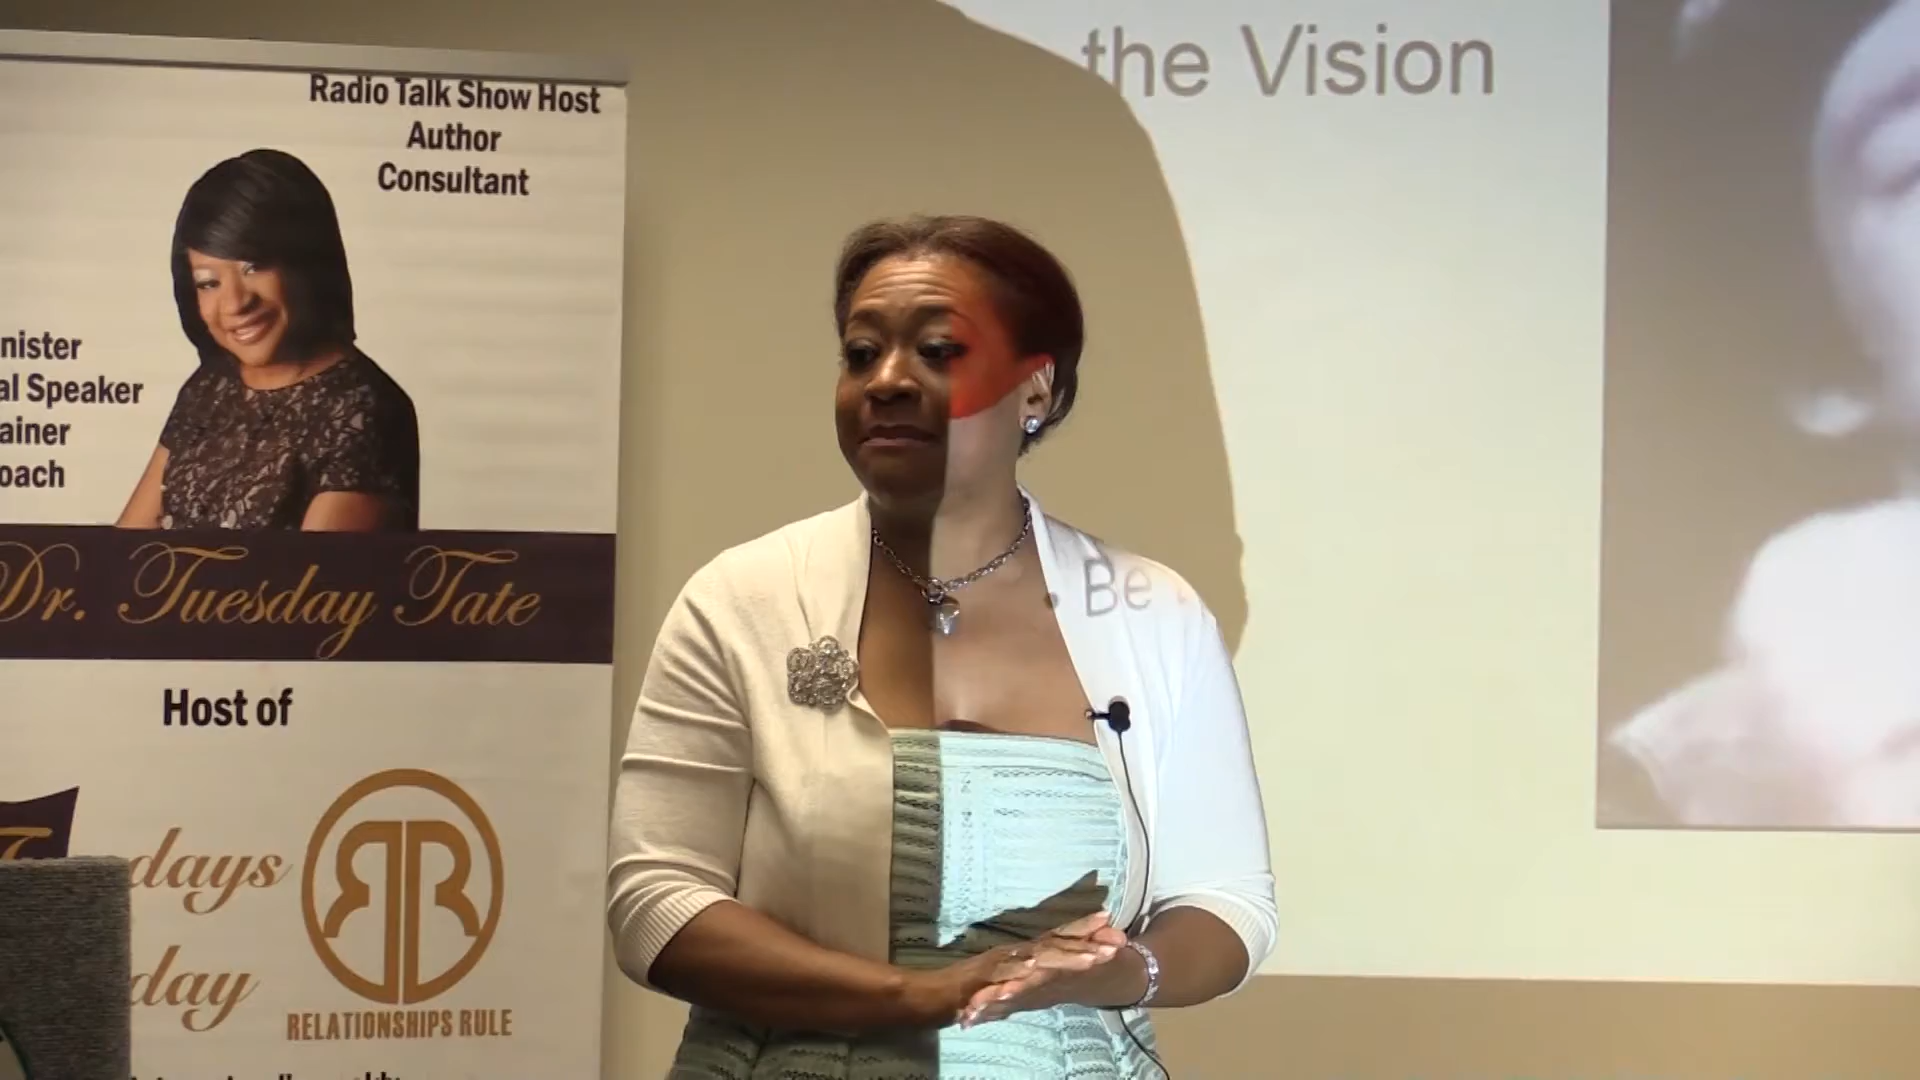 Radio Talk Show Host
Author
Consultant
nister
al Speaker
ainer
oach
Dr. Tuesday Tate
Host of
days
day
RELATIONSHIPS RULE
the Vision
• Be